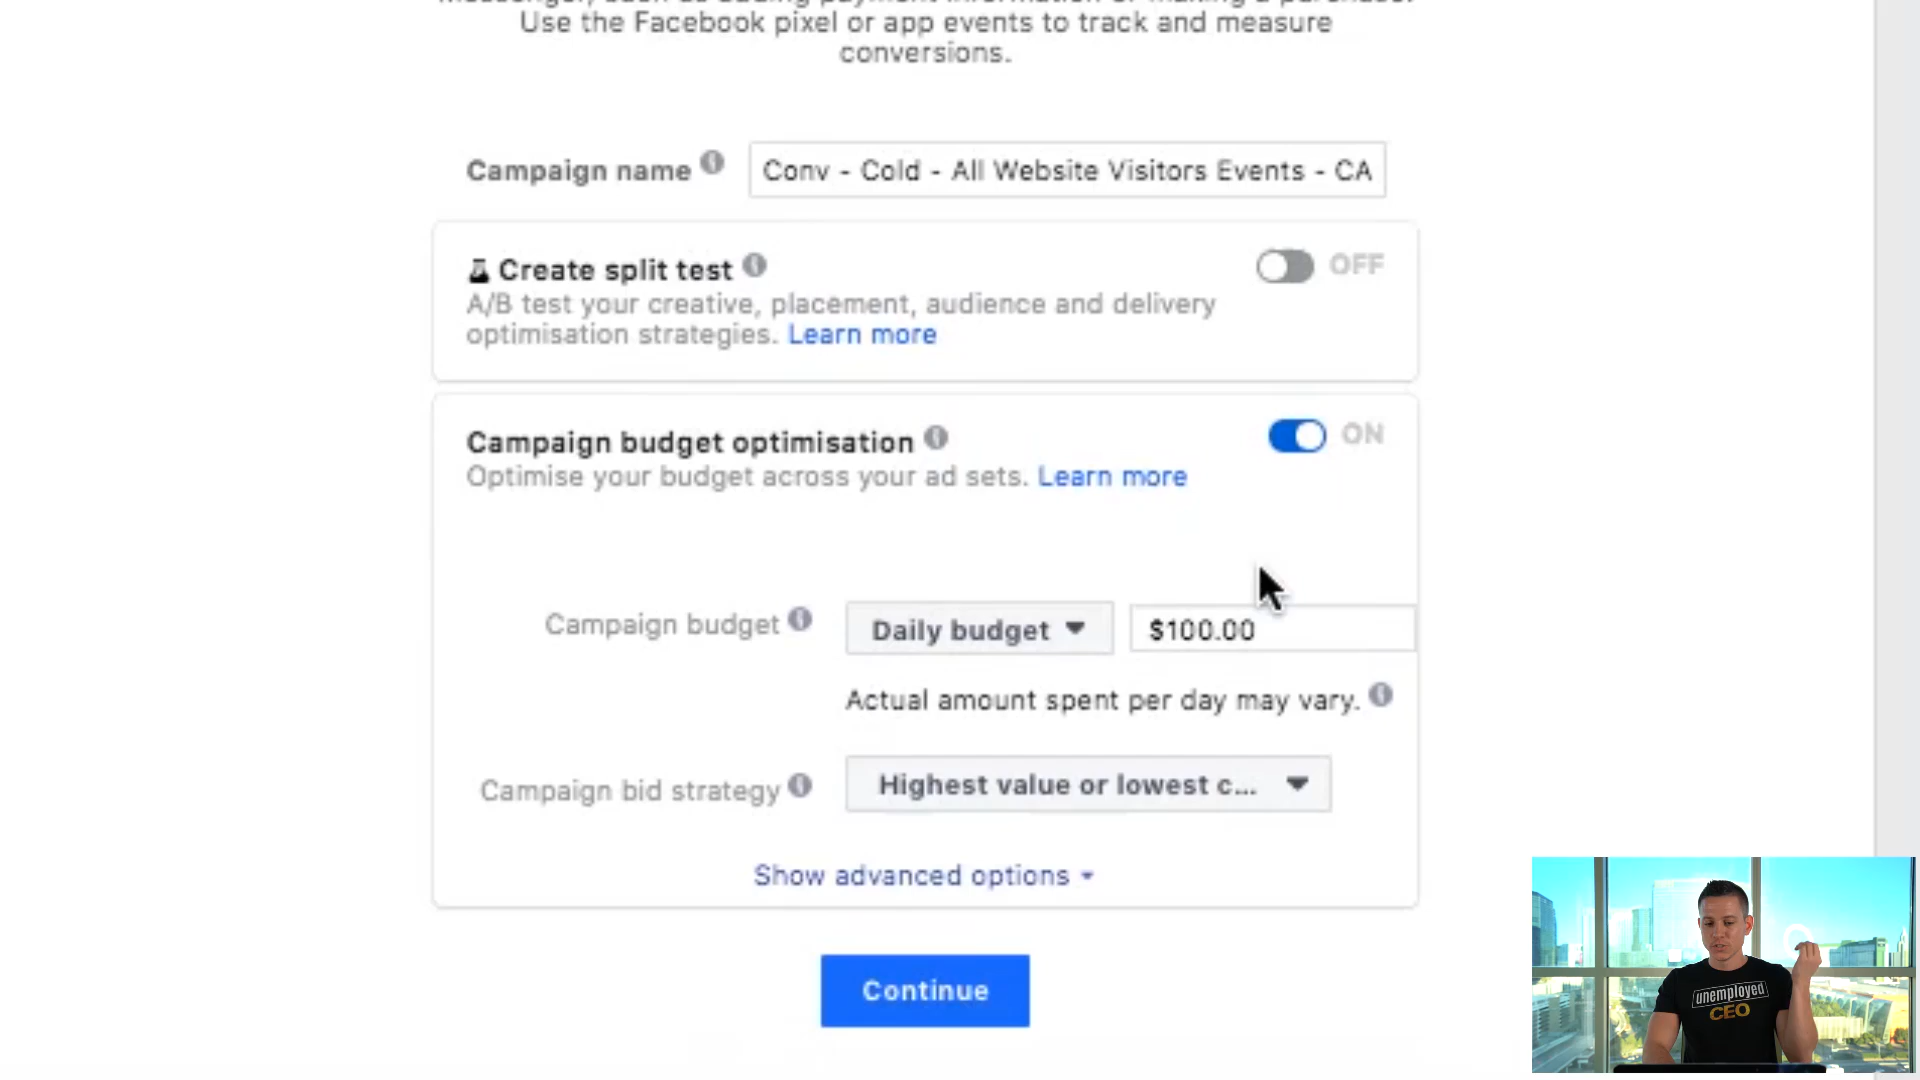 Use the Facebook pixel or app events to track and measure
conversions.
Campaign name
Conv - Cold - All Website Visitors Events - CA
Create split test
OFF
A/B test your creative, placement, audience and delivery
optimisation strategies. Learn more
Campaign budget optimisation
ON
Optimise your budget across your ad sets. Learn more
Campaign budget
Daily budget
$100.00
Actual amount spent per day may vary.
Campaign bid strategy
Highest value or lowest c...
Show advanced options
Continue
unemployed
CEO